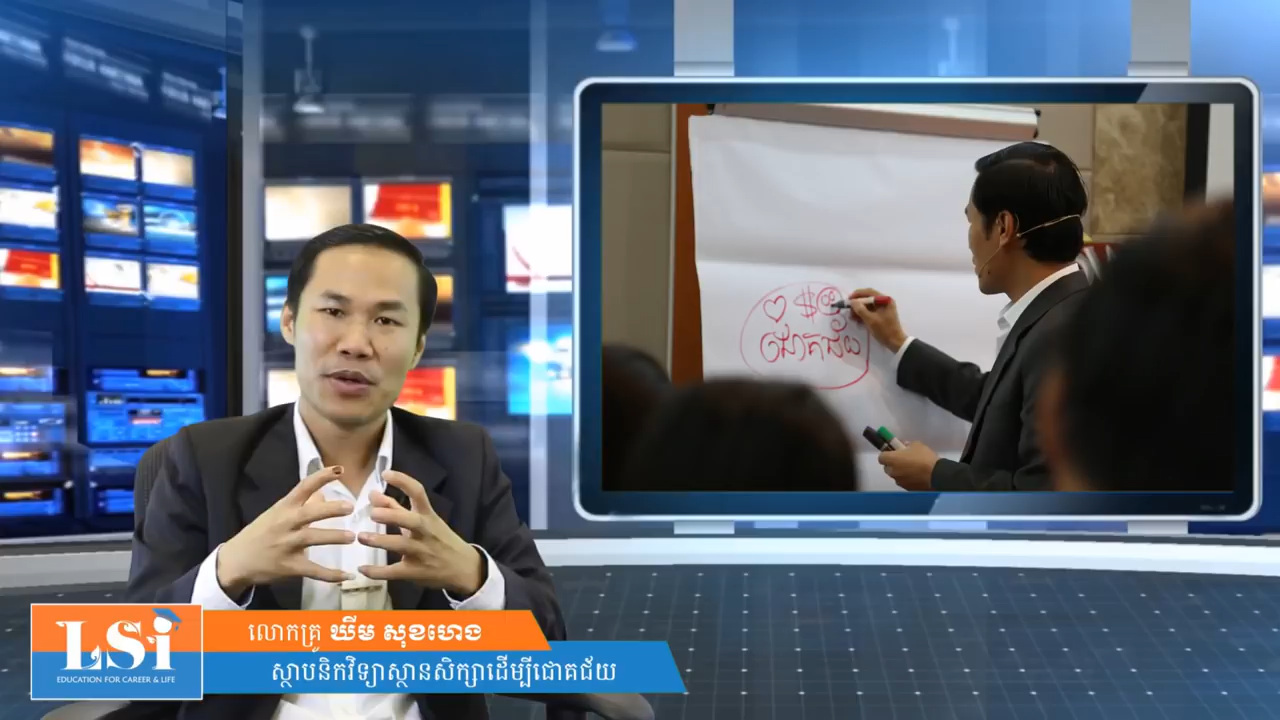 $
ជោគជ័យ
LSi
EDUCATION FOR CAREER & LIFE
លោកគ្រូ ឃឹម សុខហេង
ស្ថាបនិកវិទ្យាស្ថានសិក្សាដើម្បីជោគជ័យ